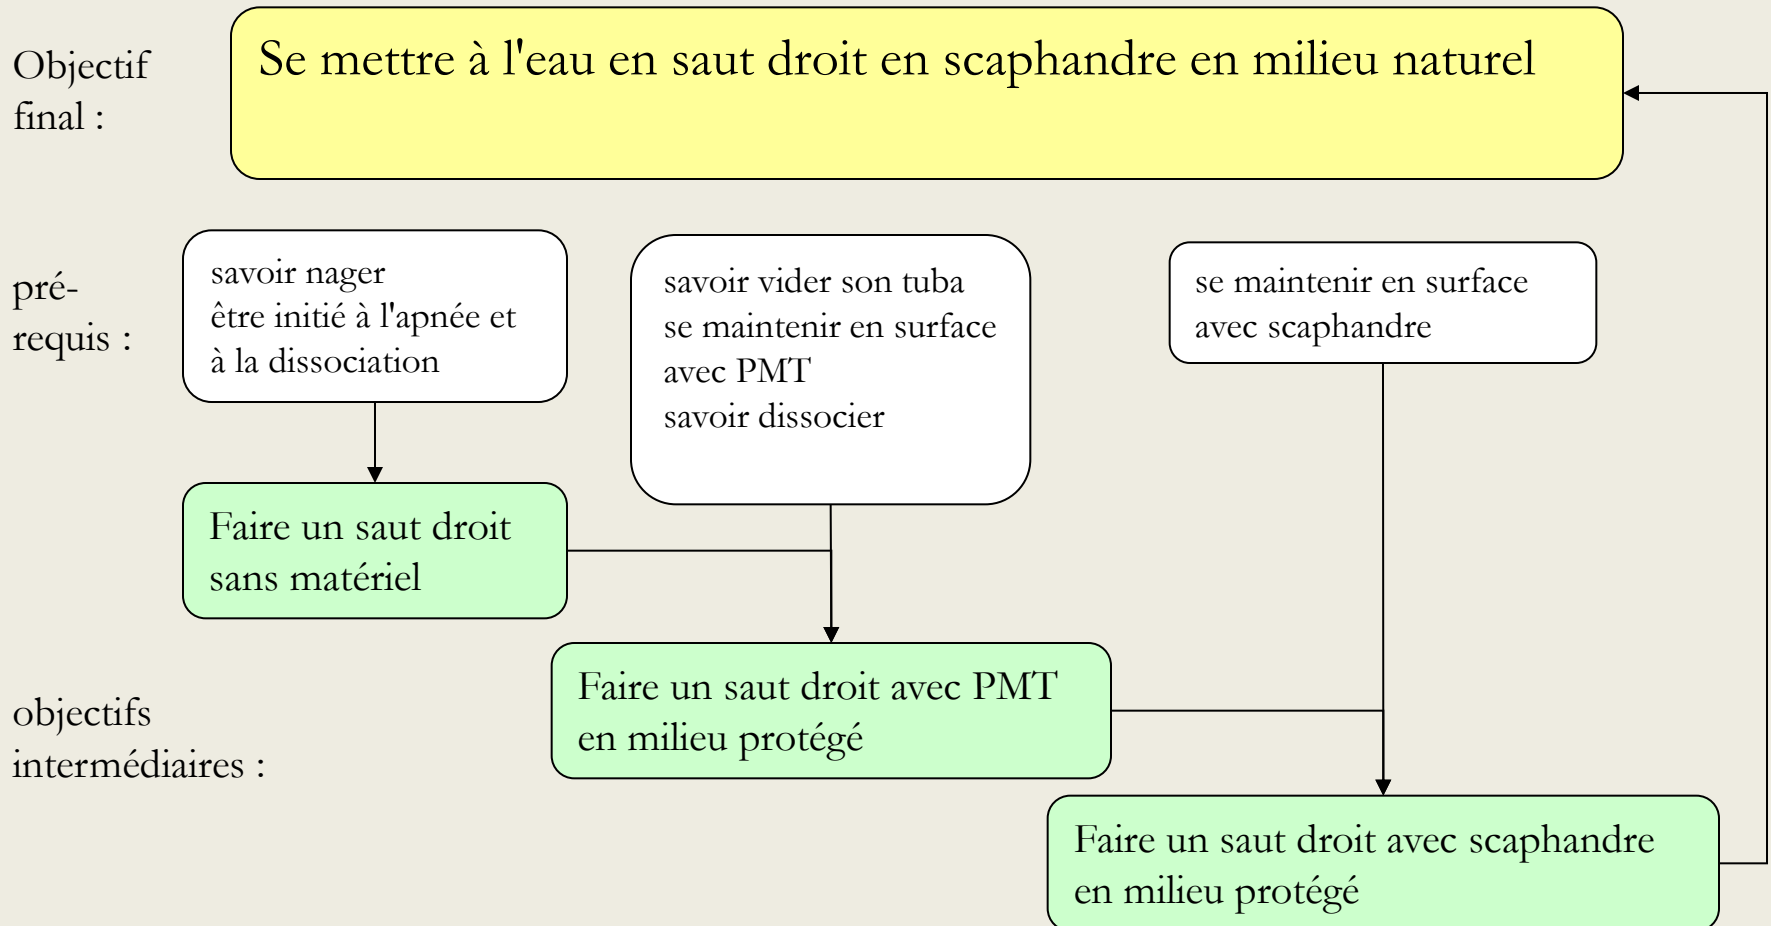 Objectif
final :
Se mettre à l'eau en saut droit en scaphandre en milieu naturel
pré-
requis :
savoir nager
être initié à l'apnée et
à la dissociation
savoir vider son tuba
se maintenir en surface
avec PMT
savoir dissocier
se maintenir en surface
avec scaphandre
Faire un saut droit
sans matériel
objectifs
intermédiaires :
Faire un saut droit avec PMT
en milieu protégé
Faire un saut droit avec scaphandre
en milieu protégé